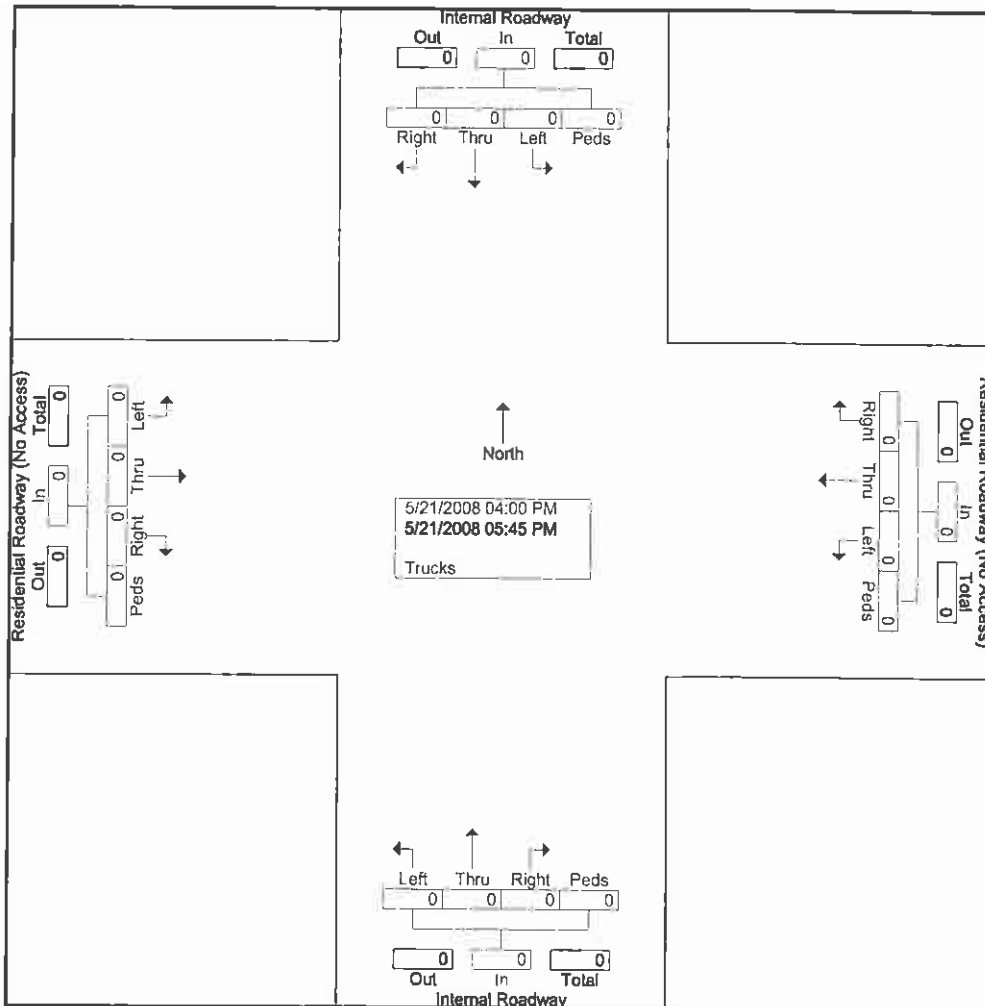 Internal Roadway
Out In Total
0 0 0
0 0 0 0
Right Thru Left Peds
Residential Roadway (No Access)
Total In Out
0 0 0
0 0 0 0
Left Thru Right Peds
North
5/21/2008 04:00 PM
5/21/2008 05:45 PM
Trucks
Right Thru Left Peds
0 0 0 0
0 0 0
Out In Total
Residential Roadway (No Access)
Left Thru Right Peds
0 0 0 0
0 0 0
Out In Total
Internal Roadway